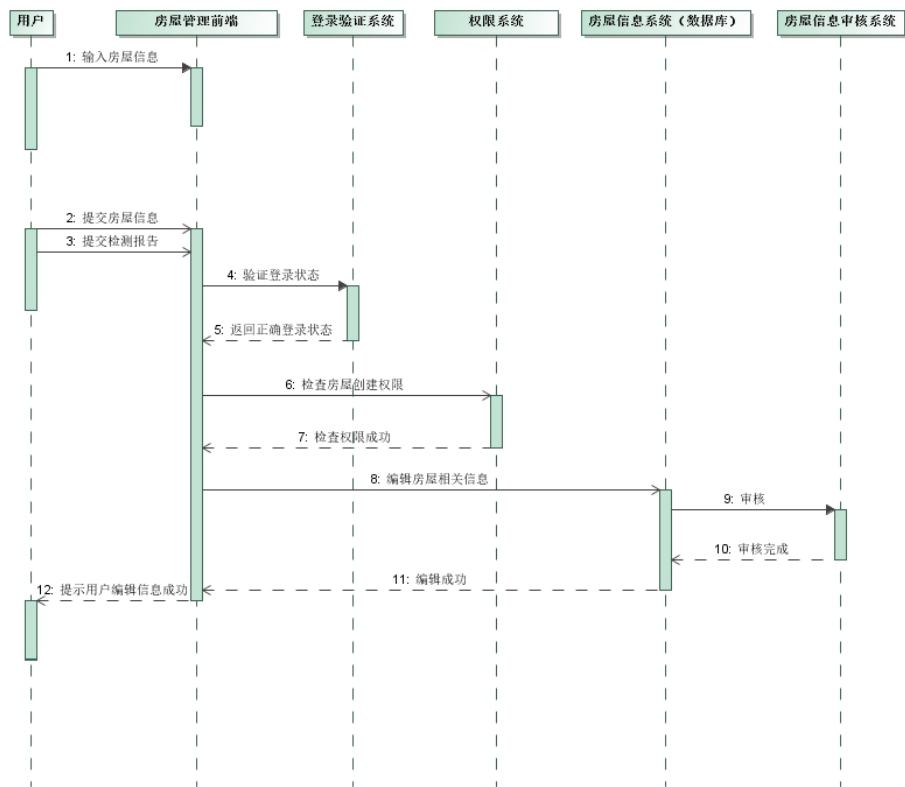 用户
房屋管理前端
登录验证系统
权限系统
房屋信息系统（数据库）
房屋信息审核系统
1: 输入房屋信息
2: 提交房屋信息
3: 提交检测报告
4: 验证登录状态
5: 返回正确登录状态
6: 检查房屋创建权限
7: 检查权限成功
8: 编辑房屋相关信息
9: 审核
10: 审核完成
11: 编辑成功
12: 提示用户编辑信息成功